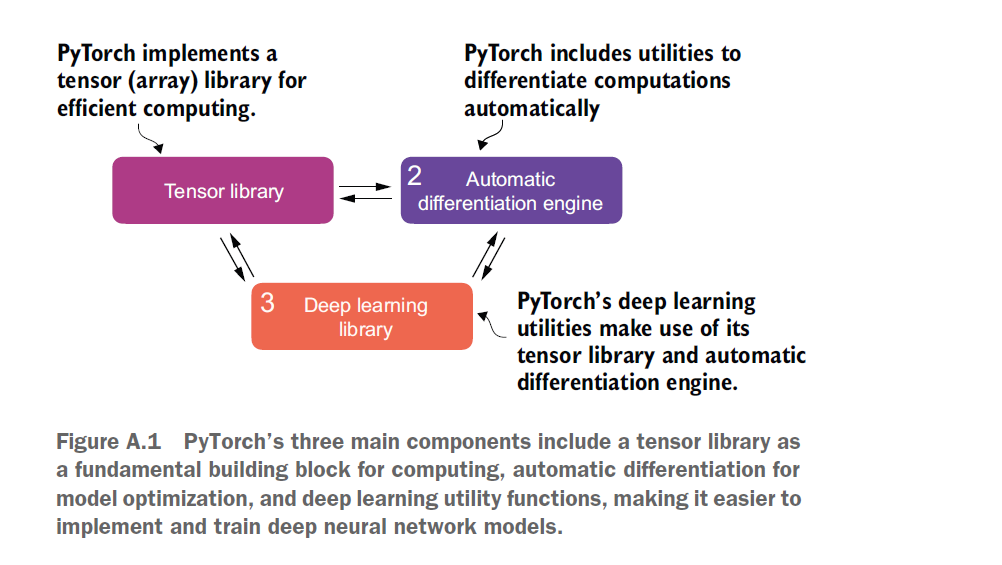 PyTorch implements a
tensor (array) library for
efficient computing.
PyTorch includes utilities to
differentiate computations
automatically
Tensor library
2
Automatic
differentiation engine
3
Deep learning
library
PyTorch’s deep learning
utilities make use of its
tensor library and automatic
differentiation engine.
Figure A.1 PyTorch’s three main components include a tensor library as
a fundamental building block for computing, automatic differentiation for
model optimization, and deep learning utility functions, making it easier to
implement and train deep neural network models.